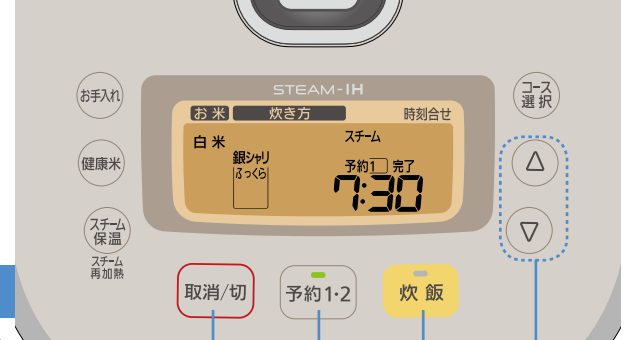 お手入れ
健康米
スチーム
保温
スチーム
再加熱
STEAM-IH
お米 炊き方 時刻合せ
白米
銀シャリ
ふっくら
スチーム
予約1 完了
7:30
コース
選択
△
▽
取消/切
予約1・2
炊飯